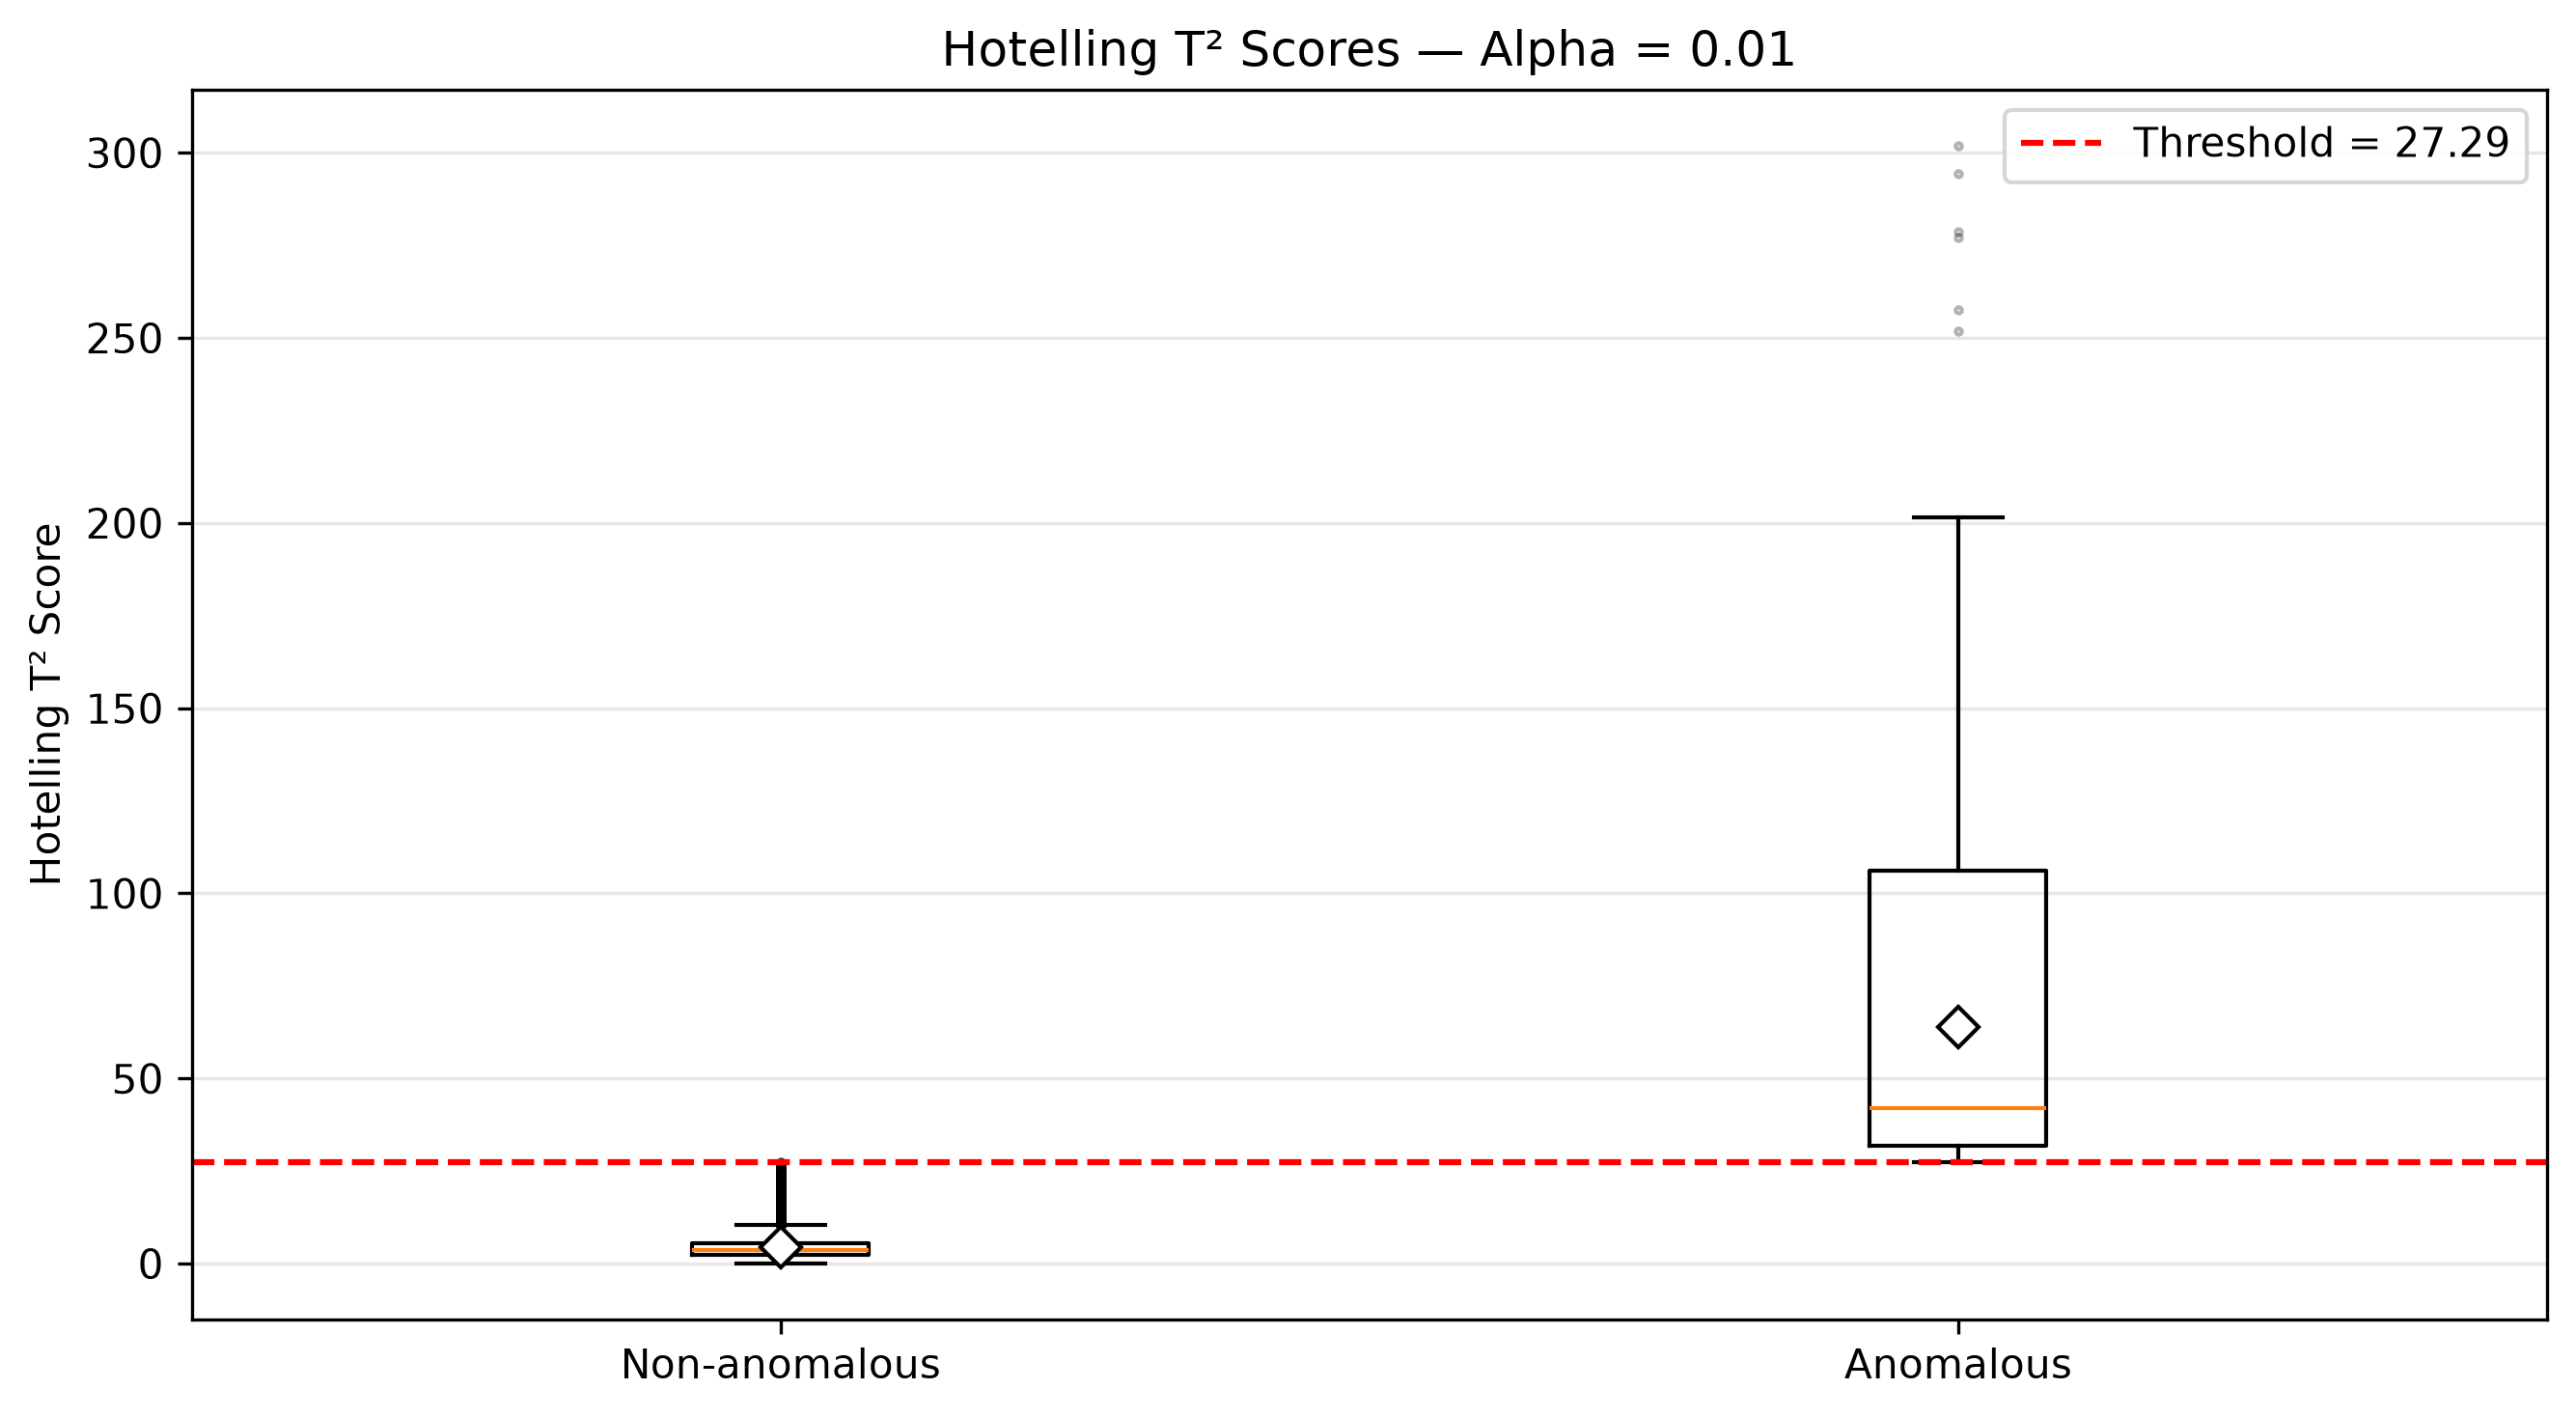 Hotelling T² Scores — Alpha = 0.01
Threshold = 27.29
Hotelling T² Score
300
250
200
150
100
50
0
Non-anomalous
Anomalous